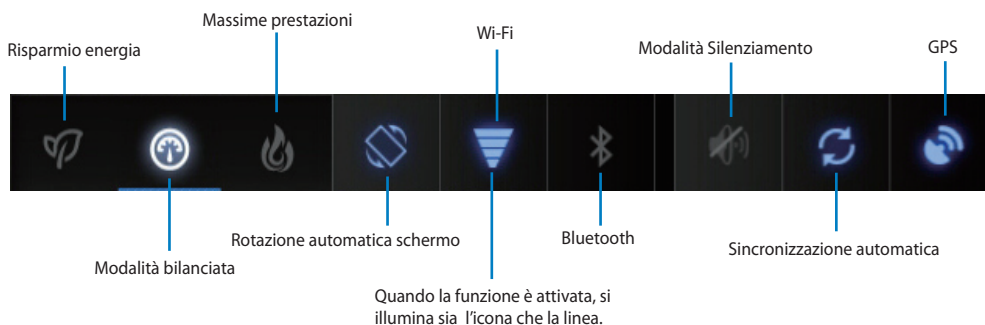 Massime prestazioni
Risparmio energia
Wi-Fi
Modalità Silenziamento
GPS
Rotazione automatica schermo
Bluetooth
Sincronizzazione automatica
Modalità bilanciata
Quando la funzione è attivata, si
illumina sia l'icona che la linea.